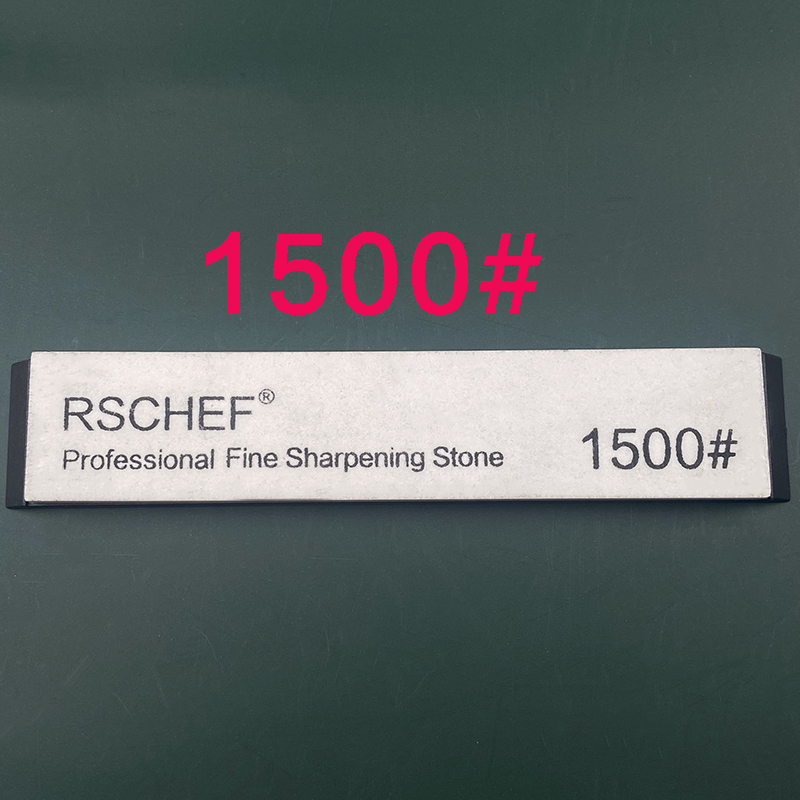 1500#
RSCHEF®
Professional Fine Sharpening Stone
1500#